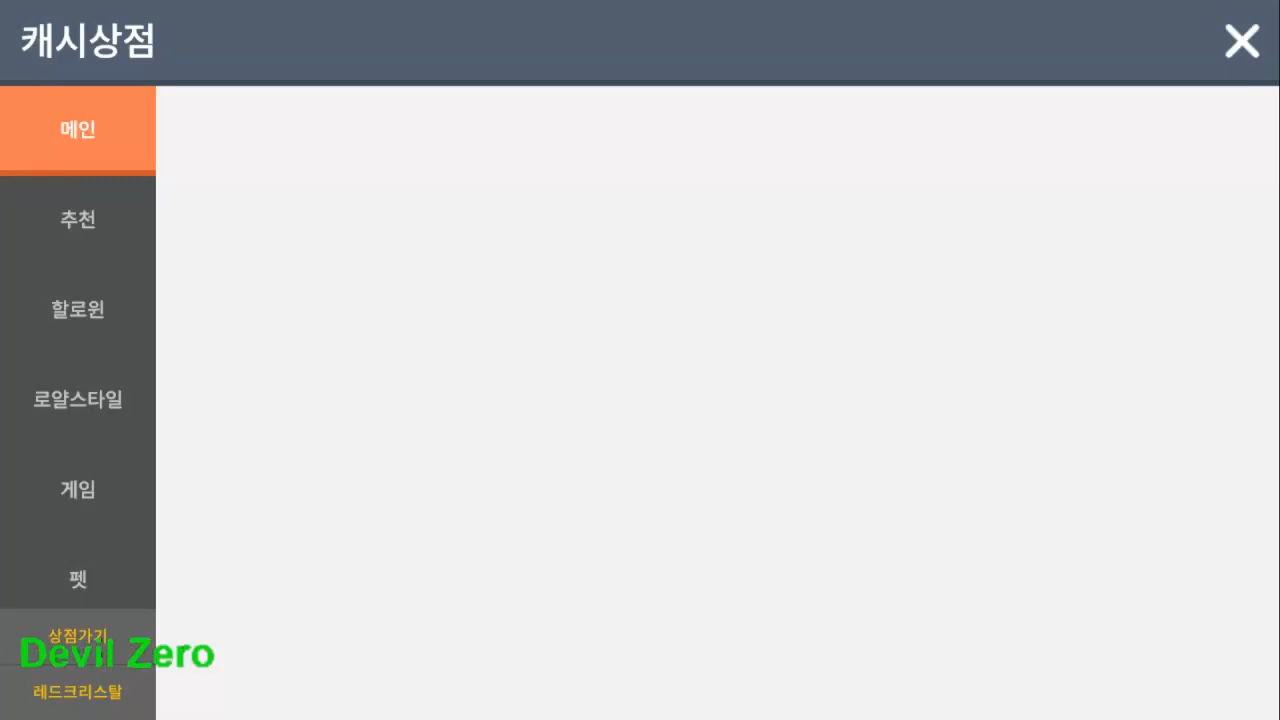 캐시상점
메인
추천
할로윈
로얄스타일
게임
펫
상점가기
Devil Zero
레드크리스탈